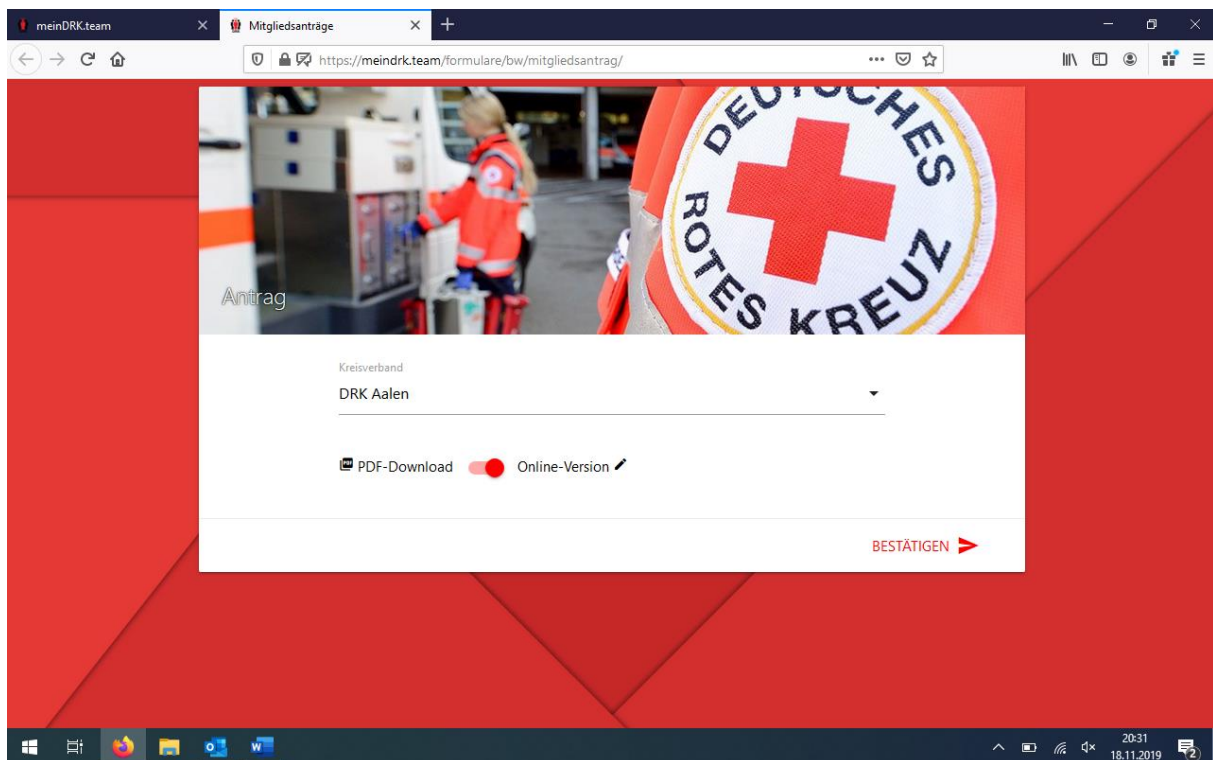 meinDRK.team
Mitgliedsanträge
https://meindrk.team/formulare/bw/mitgliedsantrag/
DEUTSCHES
ROTES KREUZ
Antrag
Kreisverband
DRK Aalen
PDF-Download Online-Version
BESTÄTIGEN
20:31
18.11.2019
2